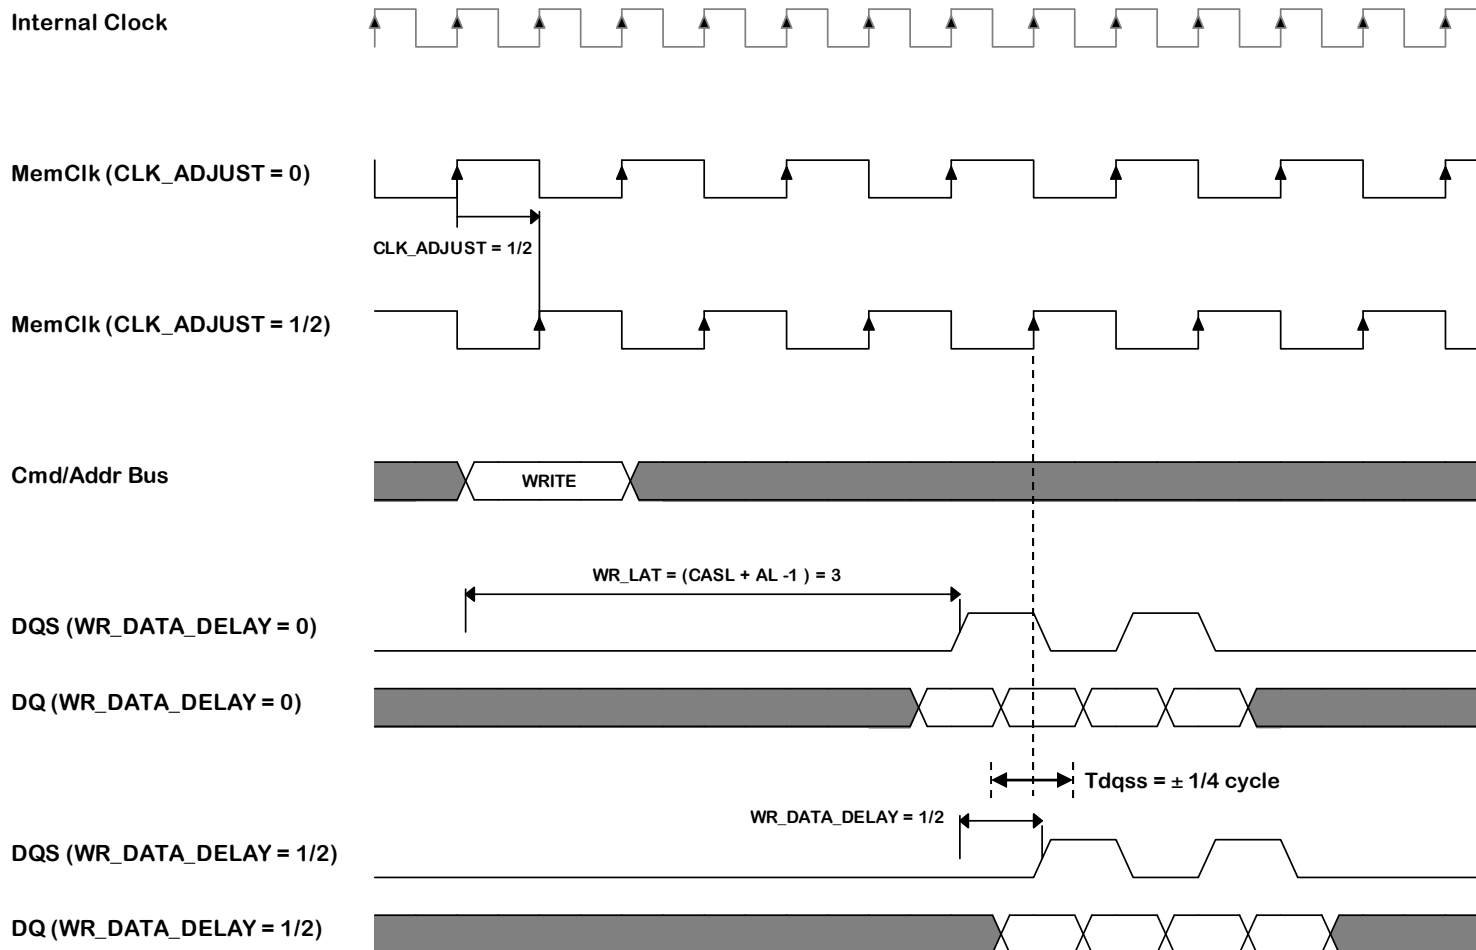 Internal Clock
MemClk (CLK_ADJUST = 0)
CLK_ADJUST = 1/2
MemClk (CLK_ADJUST = 1/2)
Cmd/Addr Bus
WRITE
WR_LAT = (CASL + AL -1 ) = 3
DQS (WR_DATA_DELAY = 0)
DQ (WR_DATA_DELAY = 0)
Tdqss = ± 1/4 cycle
WR_DATA_DELAY = 1/2
DQS (WR_DATA_DELAY = 1/2)
DQ (WR_DATA_DELAY = 1/2)